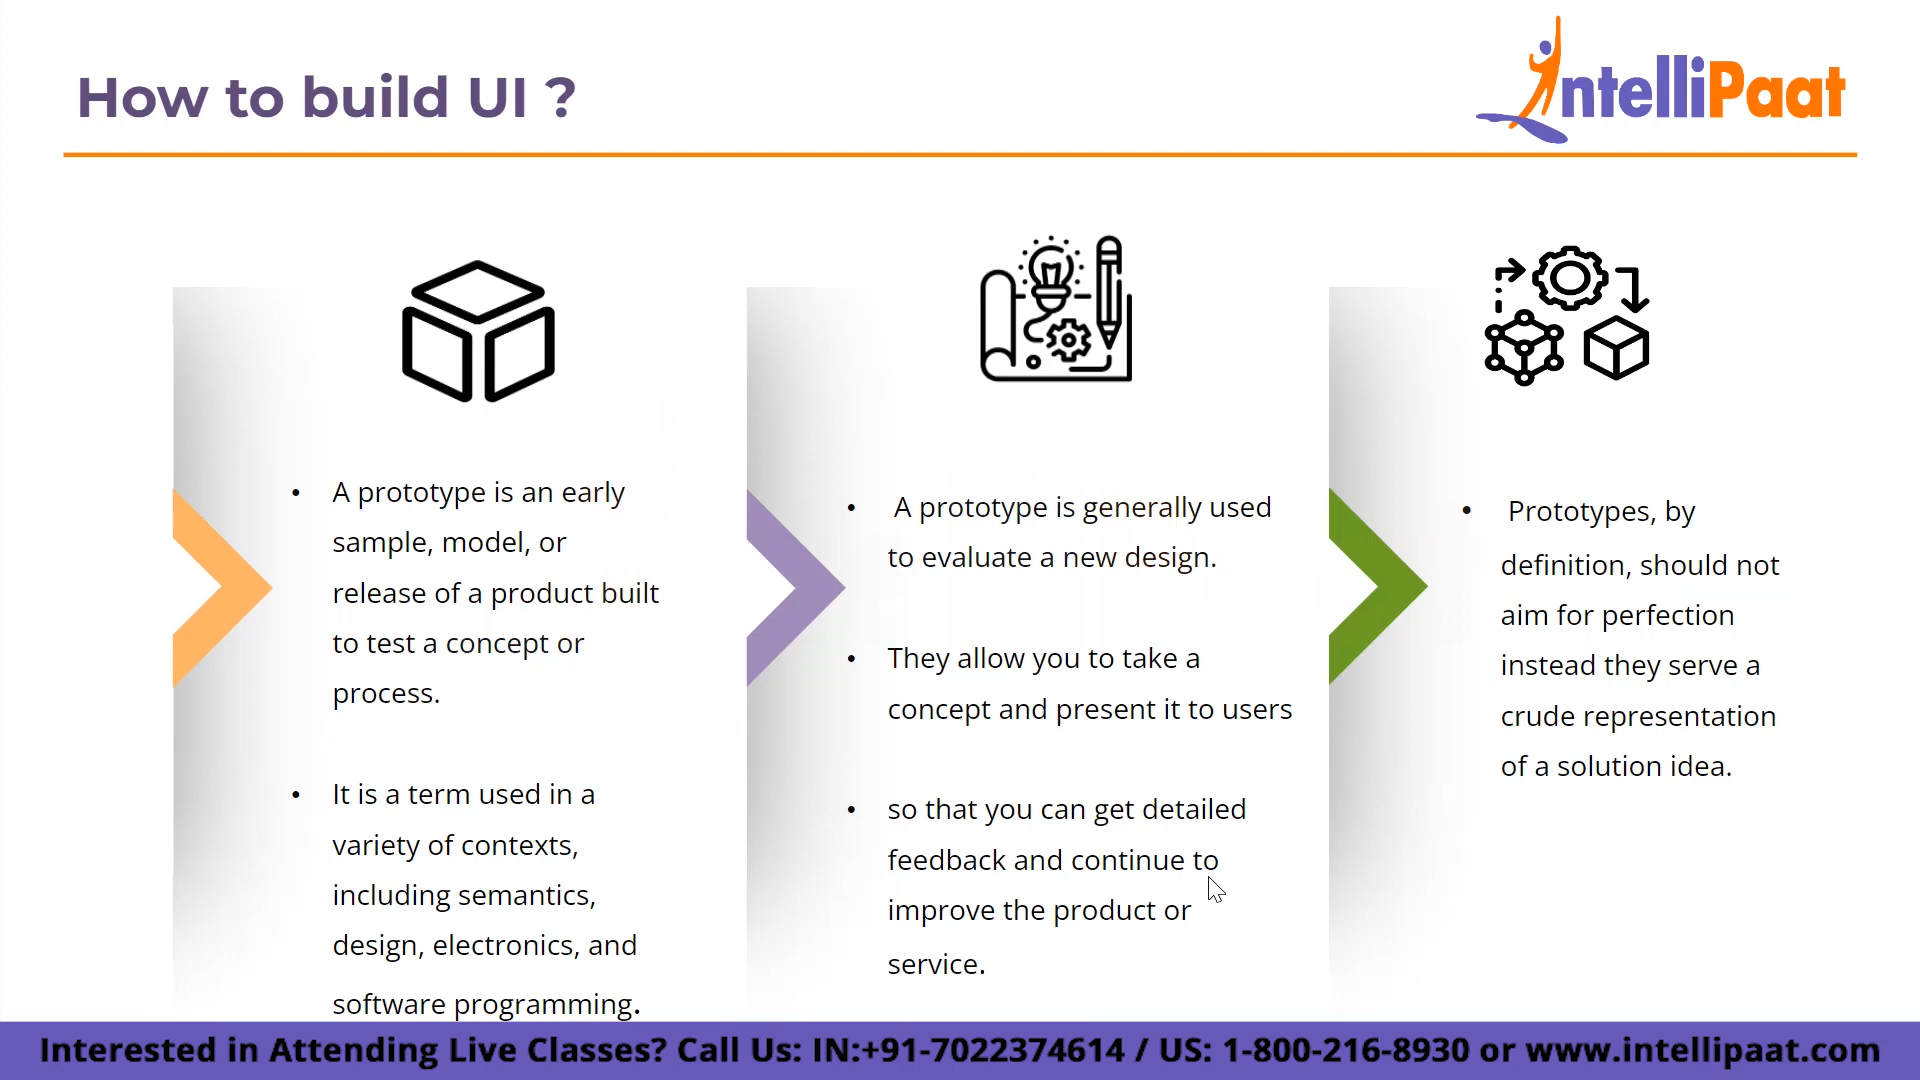 How to build UI ?
IntelliPaat
• A prototype is an early
sample, model, or
release of a product built
to test a concept or
process.
• It is a term used in a
variety of contexts,
including semantics,
design, electronics, and
software programming.
• A prototype is generally used
to evaluate a new design.
• They allow you to take a
concept and present it to users
• so that you can get detailed
feedback and continue to
improve the product or
service.
• Prototypes, by
definition, should not
aim for perfection
instead they serve a
crude representation
of a solution idea.
Interested in Attending Live Classes? Call Us: IN:+91-7022374614 / US: 1-800-216-8930 or www.intellipaat.com